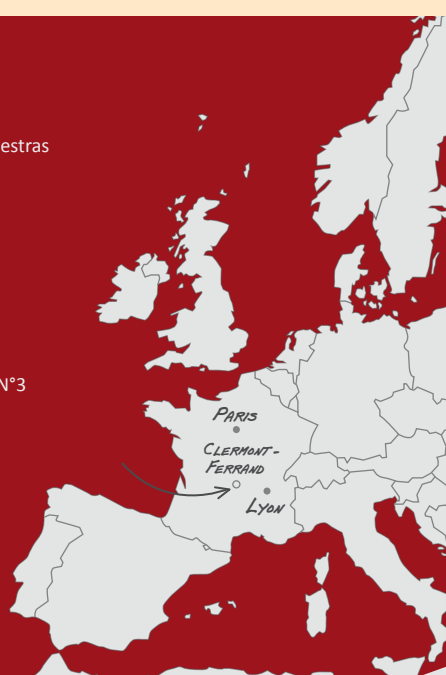 estras
N°3
PARIS
CLERMONT-
FERRAND
LYON